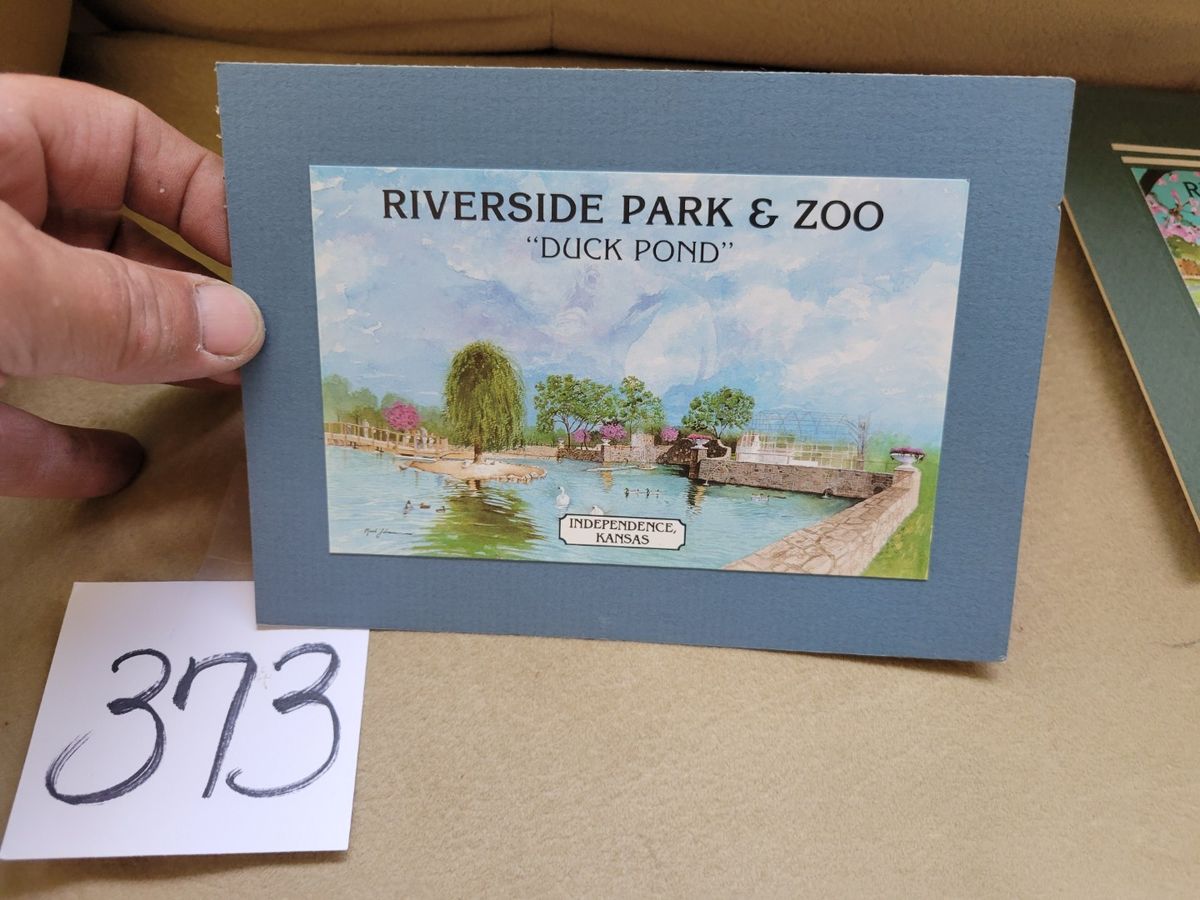 RIVERSIDE PARK & ZOO
“DUCK POND”
INDEPENDENCE,
KANSAS
373
R